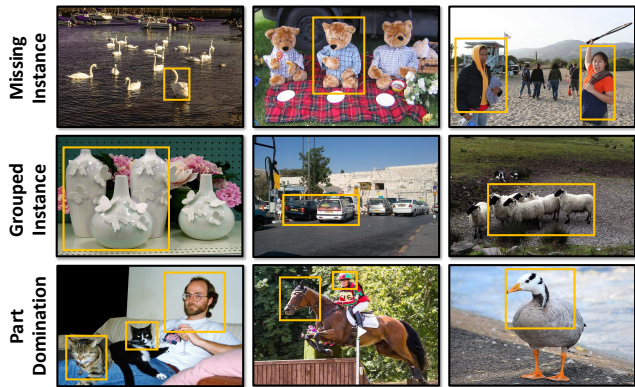 Missing
Instance
Grouped
Instance
Part
Domination